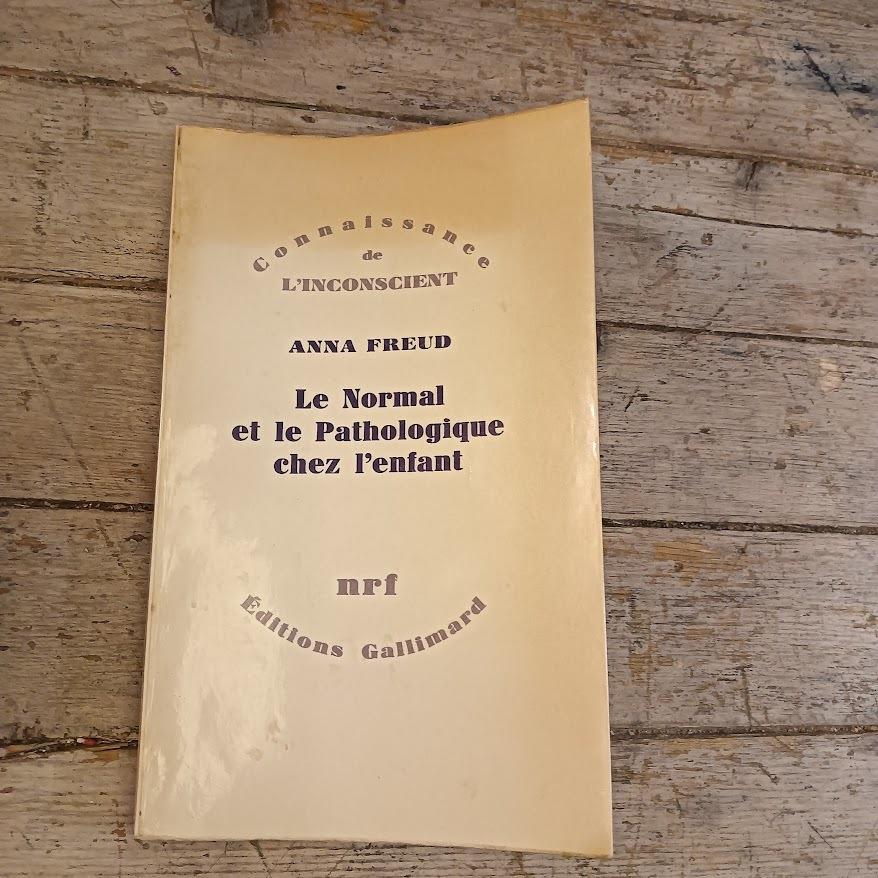 Connaissance
de
L'INCONSCIENT
ANNA FREUD
Le Normal
et le Pathologique
chez l'enfant
nrf
Éditions Gallimard